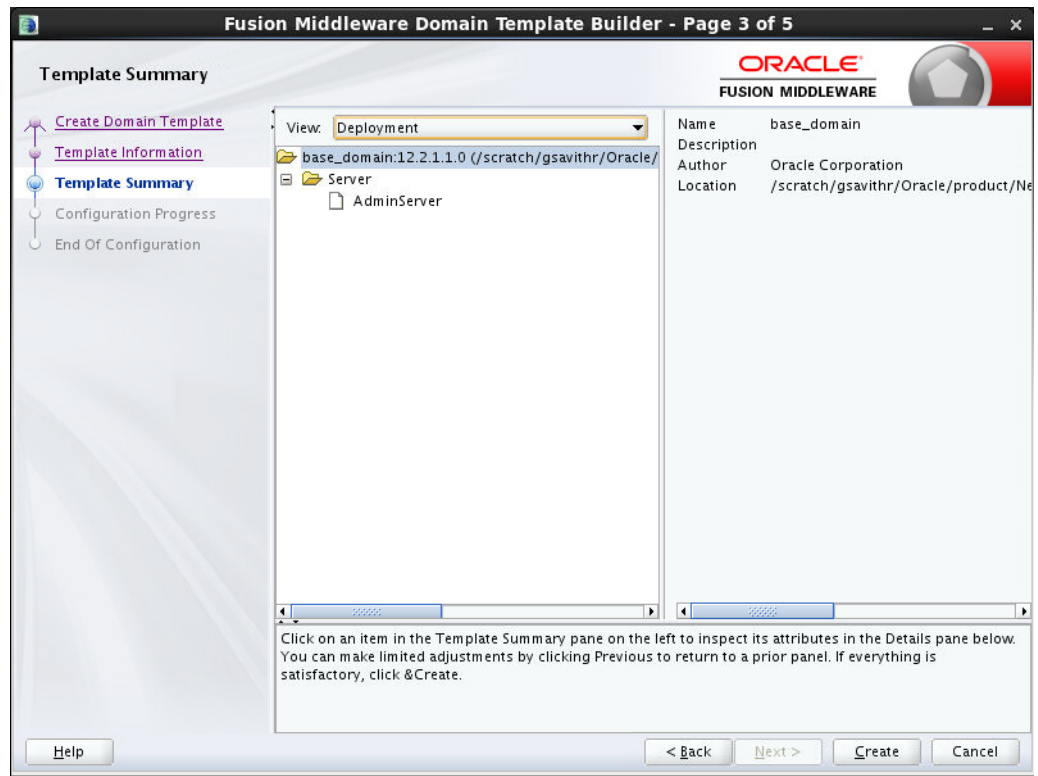 Fusion Middleware Domain Template Builder - Page 3 of 5
Template Summary
ORACLE
FUSION MIDDLEWARE
Create Domain Template
Template Information
Template Summary
Configuration Progress
End Of Configuration
View: Deployment
base_domain:12.2.1.1.0 (/scratch/gsavithr/Oracle/
Server
AdminServer
Name base_domain
Description
Author Oracle Corporation
Location /scratch/gsavithr/Oracle/product/Ne
Click on an item in the Template Summary pane on the left to inspect its attributes in the Details pane below.
You can make limited adjustments by clicking Previous to return to a prior panel. If everything is
satisfactory, click &Create.
Help
< Back Next > Create Cancel